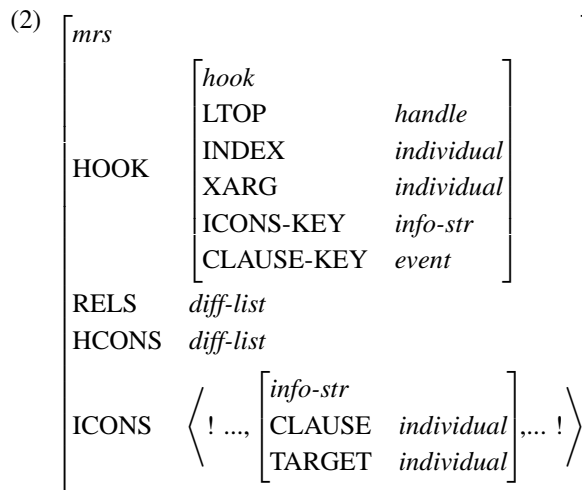 (2) mrs
hook
LTOP handle
INDEX individual
HOOK XARG individual
ICONS-KEY info-str
CLAUSE-KEY event
RELS diff-list
HCONS diff-list
info-str
ICONS ⟨ ! ..., CLAUSE individual ,... ! ⟩
TARGET individual